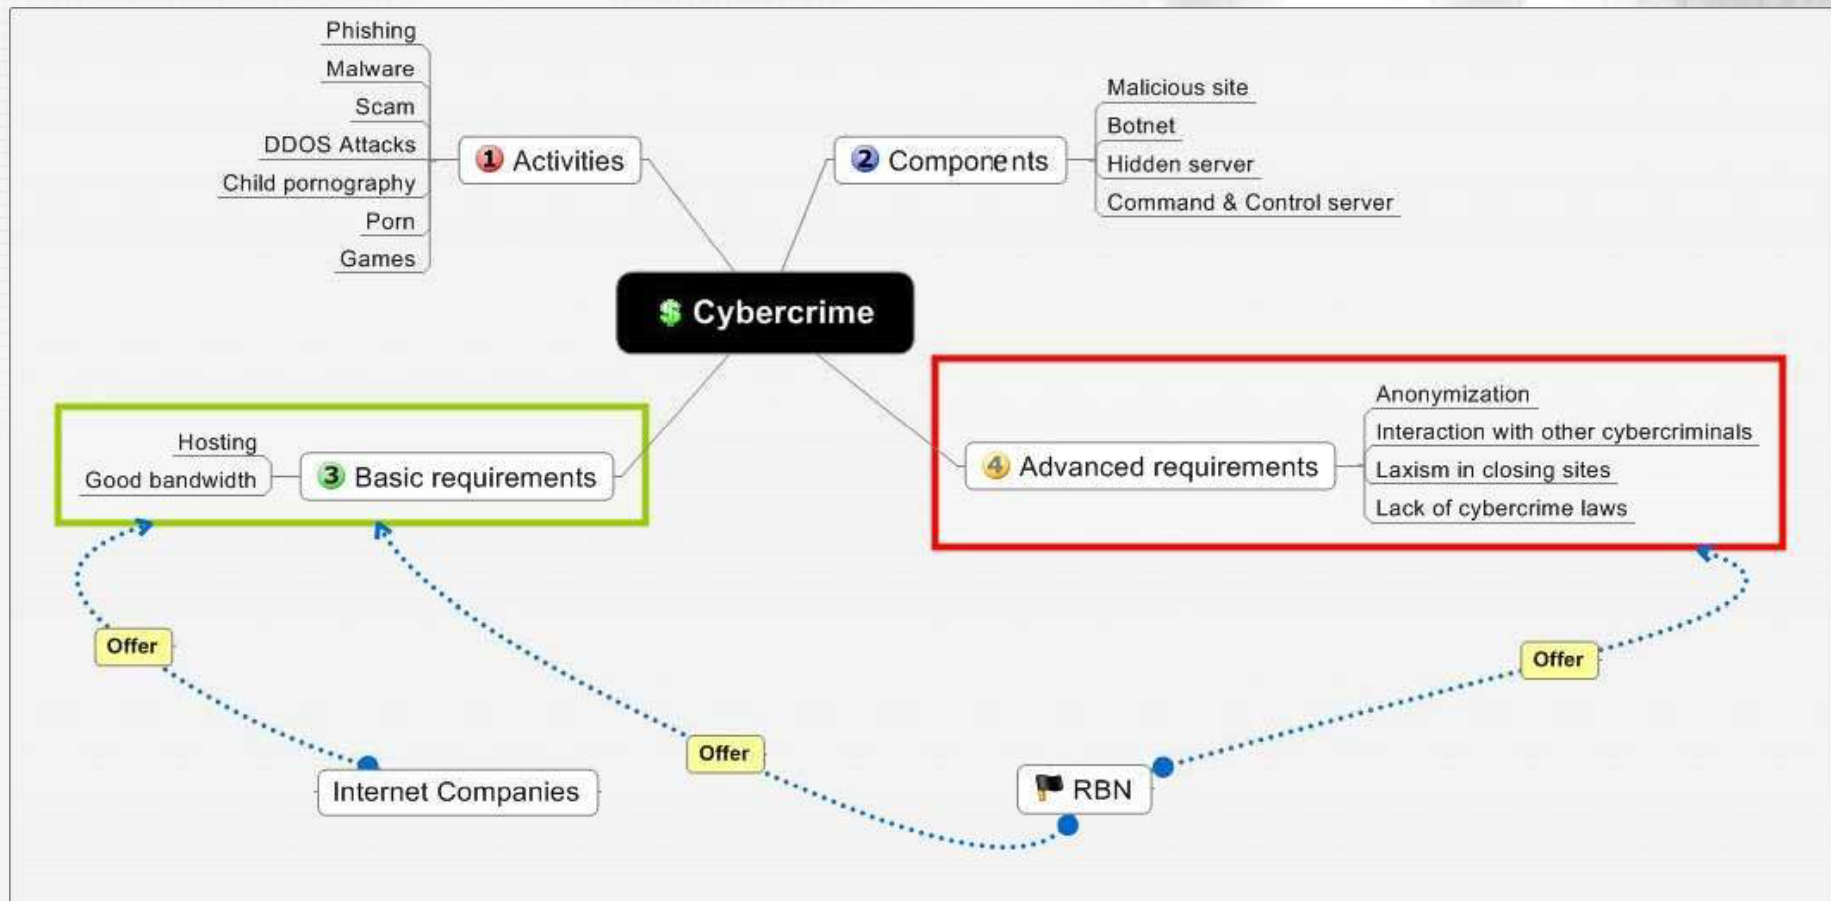 Phishing
Malware
Scam
DDOS Attacks
Child pornography
Porn
Games
1 Activities
2 Components
Malicious site
Botnet
Hidden server
Command & Control server
$ Cybercrime
Hosting
Good bandwidth
3 Basic requirements
4 Advanced requirements
Anonymization
Interaction with other cybercriminals
Laxism in closing sites
Lack of cybercrime laws
Offer
Offer
Offer
Internet Companies
RBN